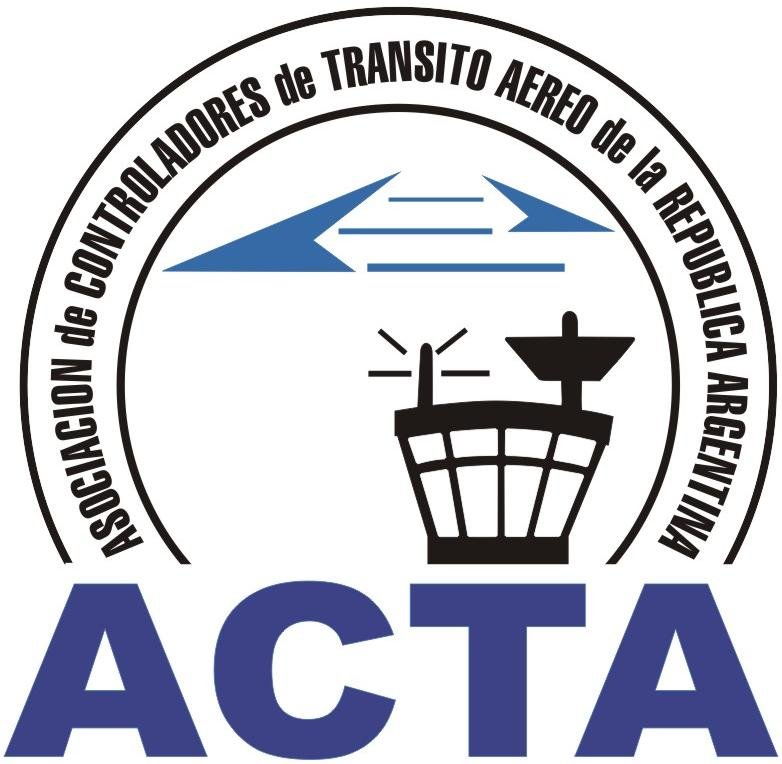 ASOCIACION de CONTROLADORES de TRANSITO AEREO de la REPUBLICA ARGENTINA
ACTA